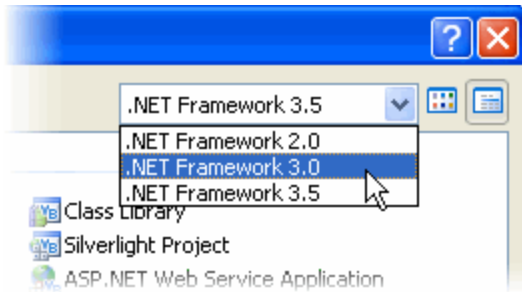 .NET Framework 3.5
.NET Framework 2.0
.NET Framework 3.0
.NET Framework 3.5
Class Library
Silverlight Project
ASP.NET Web Service Application